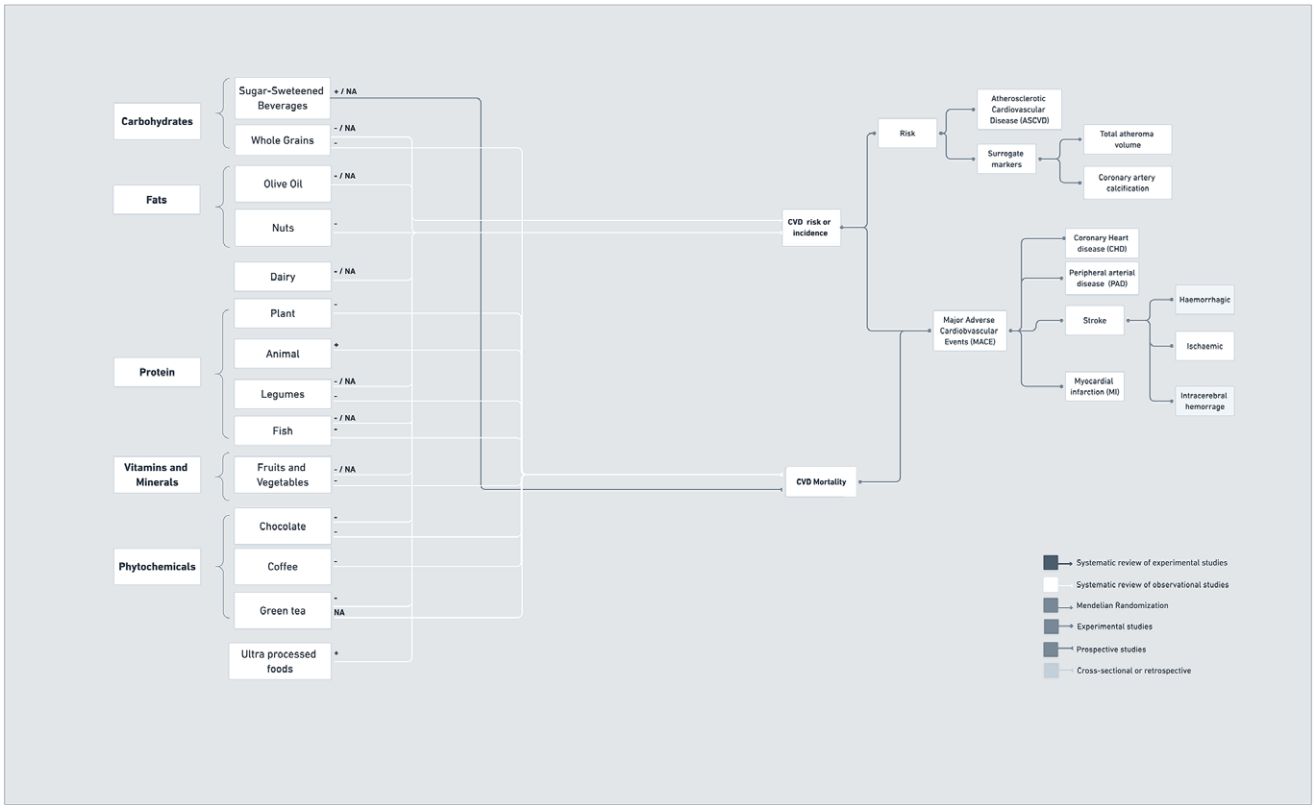 Carbohydrates
Sugar-Sweteened
Beverages
+ / NA
Whole Grains
- / NA
-
Fats
Olive Oil
- / NA
Nuts
-
Dairy
- / NA
Protein
Plant
-
Animal
+
Legumes
- / NA
-
Fish
- / NA
-
Vitamins and
Minerals
Fruits and
Vegetables
- / NA
-
Phytochemicals
Chocolate
-
-
Coffee
-
Green tea
-
NA
Ultra processed
foods
+
CVD risk or
incidence
CVD Mortality
Risk
Atherosclerotic
Cardiovascular
Disease (ASCVD)
Surrogate
markers
Total atheroma
volume
Coronary artery
calcification
Major Adverse
Cardiobvascular
Events (MACE)
Coronary Heart
disease (CHD)
Peripheral arterial
disease (PAD)
Stroke
Myocardial
infarction (MI)
Haemorrhagic
Ischaemic
Intracerebral
hemorrage
Systematic review of experimental studies
Systematic review of observational studies
Mendelian Randomization
Experimental studies
Prospective studies
Cross-sectional or retrospective